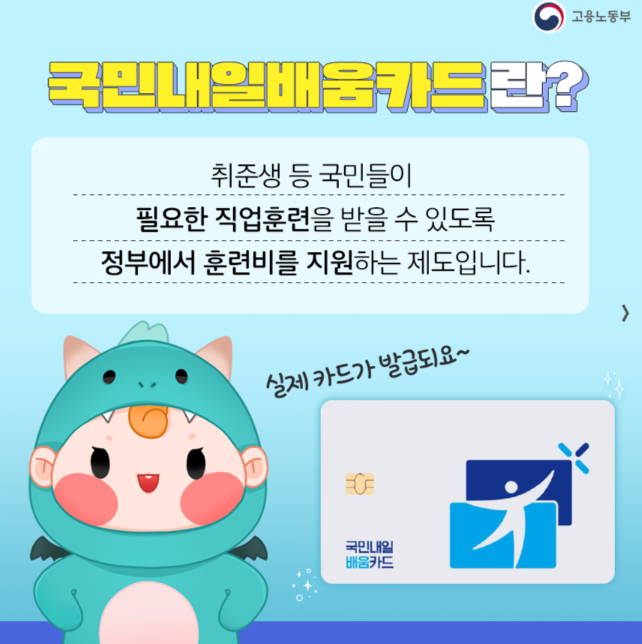 고용노동부
국민내일배움카드란?
취준생 등 국민들이
필요한 직업훈련을 받을 수 있도록
정부에서 훈련비를 지원하는 제도입니다.
실제 카드가 발급되요~
국민내일
배움카드